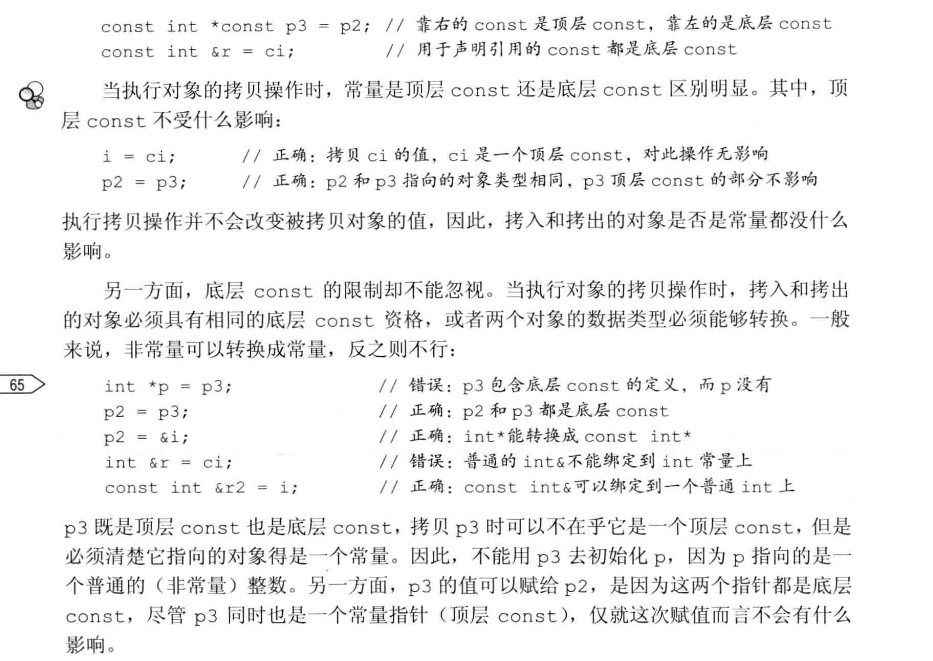 const int *const p3 = p2; // 靠右的 const 是顶层 const，靠左的是底层 const
const int &r = ci; // 用于声明引用的 const 都是底层 const
当执行对象的拷贝操作时，常量是顶层 const 还是底层 const 区别明显。其中，顶
层 const 不受什么影响：
i = ci; // 正确：拷贝 ci 的值，ci 是一个顶层 const，对此操作无影响
p2 = p3; // 正确：p2 和 p3 指向的对象类型相同，p3 顶层 const 的部分不影响
执行拷贝操作并不会改变被拷贝对象的值，因此，拷入和拷出的对象是否是常量都没什么
影响。
另一方面，底层 const 的限制却不能忽视。当执行对象的拷贝操作时，拷入和拷出
的对象必须具有相同的底层 const 资格，或者两个对象的数据类型必须能够转换。一般
来说，非常量可以转换成常量，反之则不行：
65
int *p = p3; // 错误：p3 包含底层 const 的定义，而 p 没有
p2 = p3; // 正确：p2 和 p3 都是底层 const
p2 = &i; // 正确：int*能转换成 const int*
int &r = ci; // 错误：普通的 int&不能绑定到 int 常量上
const int &r2 = i; // 正确：const int&可以绑定到一个普通 int 上
p3 既是顶层 const 也是底层 const，拷贝 p3 时可以不在乎它是一个顶层 const，但是
必须清楚它指向的对象得是一个常量。因此，不能用 p3 去初始化 p，因为 p 指向的是一
个普通的（非常量）整数。另一方面，p3 的值可以赋给 p2，是因为这两个指针都是底层
const，尽管 p3 同时也是一个常量指针（顶层 const），仅就这次赋值而言不会有什么
影响。